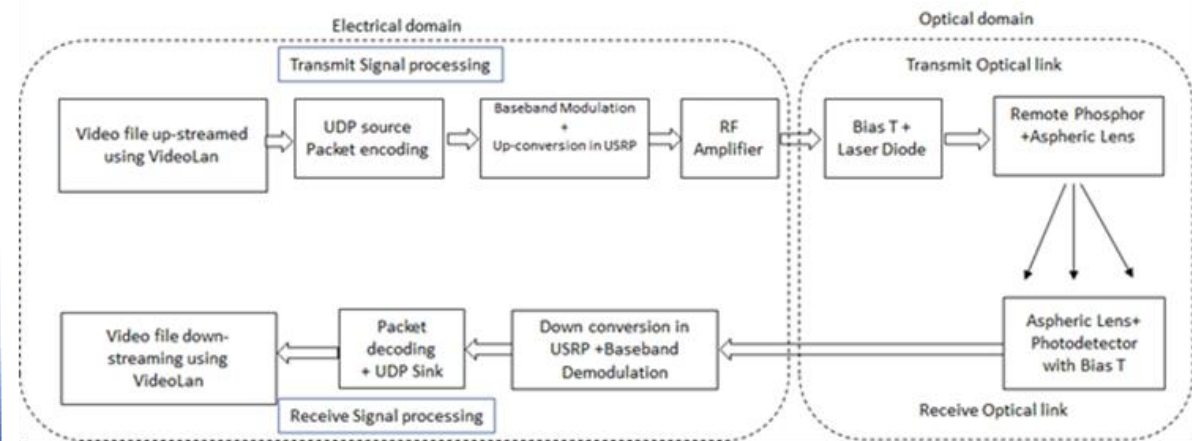 Electrical domain
Optical domain
Transmit Signal processing
Transmit Optical link
Video file up-streamed
using VideoLan
UDP source
Packet encoding
Baseband Modulation
+
Up-conversion in USRP
RF
Amplifier
Bias T +
Laser Diode
Remote Phosphor
+Aspheric Lens
Video file down-
streaming using
VideoLan
Packet
decoding
+ UDP Sink
Down conversion in
USRP +Baseband
Demodulation
Aspheric Lens+
Photodetector
with Bias T
Receive Signal processing
Receive Optical link